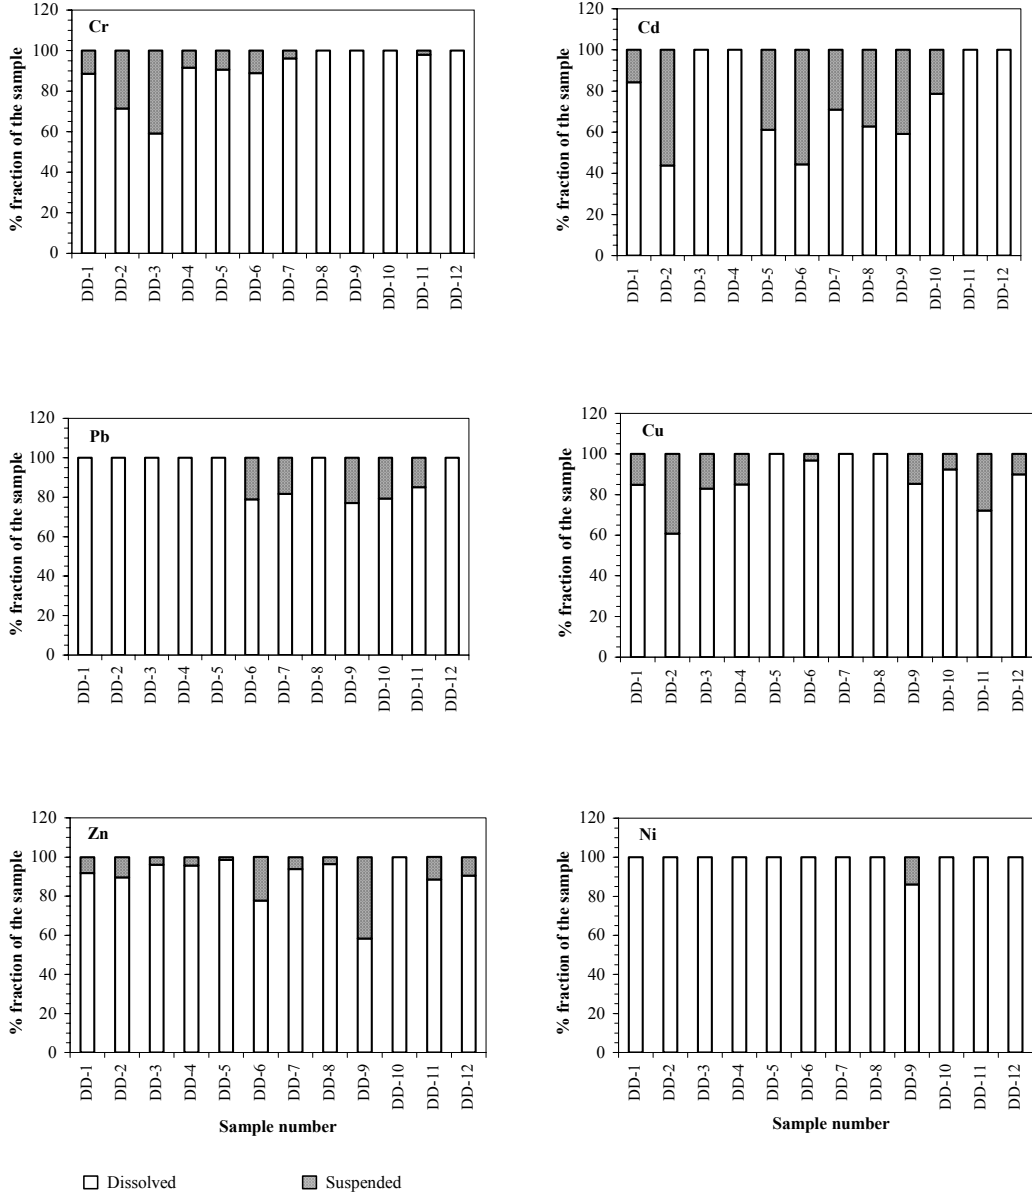 Cr
% fraction of the sample
120
100
80
60
40
20
0
DD-1
DD-2
DD-3
DD-4
DD-5
DD-6
DD-7
DD-8
DD-9
DD-10
DD-11
DD-12
Cd
% fraction of the sample
120
100
80
60
40
20
0
DD-1
DD-2
DD-3
DD-4
DD-5
DD-6
DD-7
DD-8
DD-9
DD-10
DD-11
DD-12
Pb
% fraction of the sample
120
100
80
60
40
20
0
DD-1
DD-2
DD-3
DD-4
DD-5
DD-6
DD-7
DD-8
DD-9
DD-10
DD-11
DD-12
Cu
% fraction of the sample
120
100
80
60
40
20
0
DD-1
DD-2
DD-3
DD-4
DD-5
DD-6
DD-7
DD-8
DD-9
DD-10
DD-11
DD-12
Zn
% fraction of the sample
120
100
80
60
40
20
0
DD-1
DD-2
DD-3
DD-4
DD-5
DD-6
DD-7
DD-8
DD-9
DD-10
DD-11
DD-12
Sample number
Ni
% fraction of the sample
120
100
80
60
40
20
0
DD-1
DD-2
DD-3
DD-4
DD-5
DD-6
DD-7
DD-8
DD-9
DD-10
DD-11
DD-12
Sample number
Dissolved
Suspended